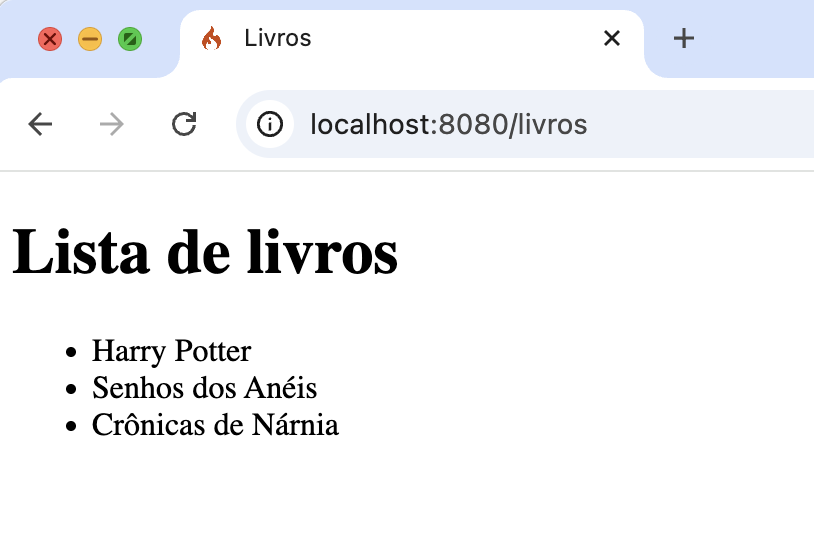 Livros
localhost:8080/livros
Lista de livros
Harry Potter
Senhos dos Anéis
Crônicas de Nárnia